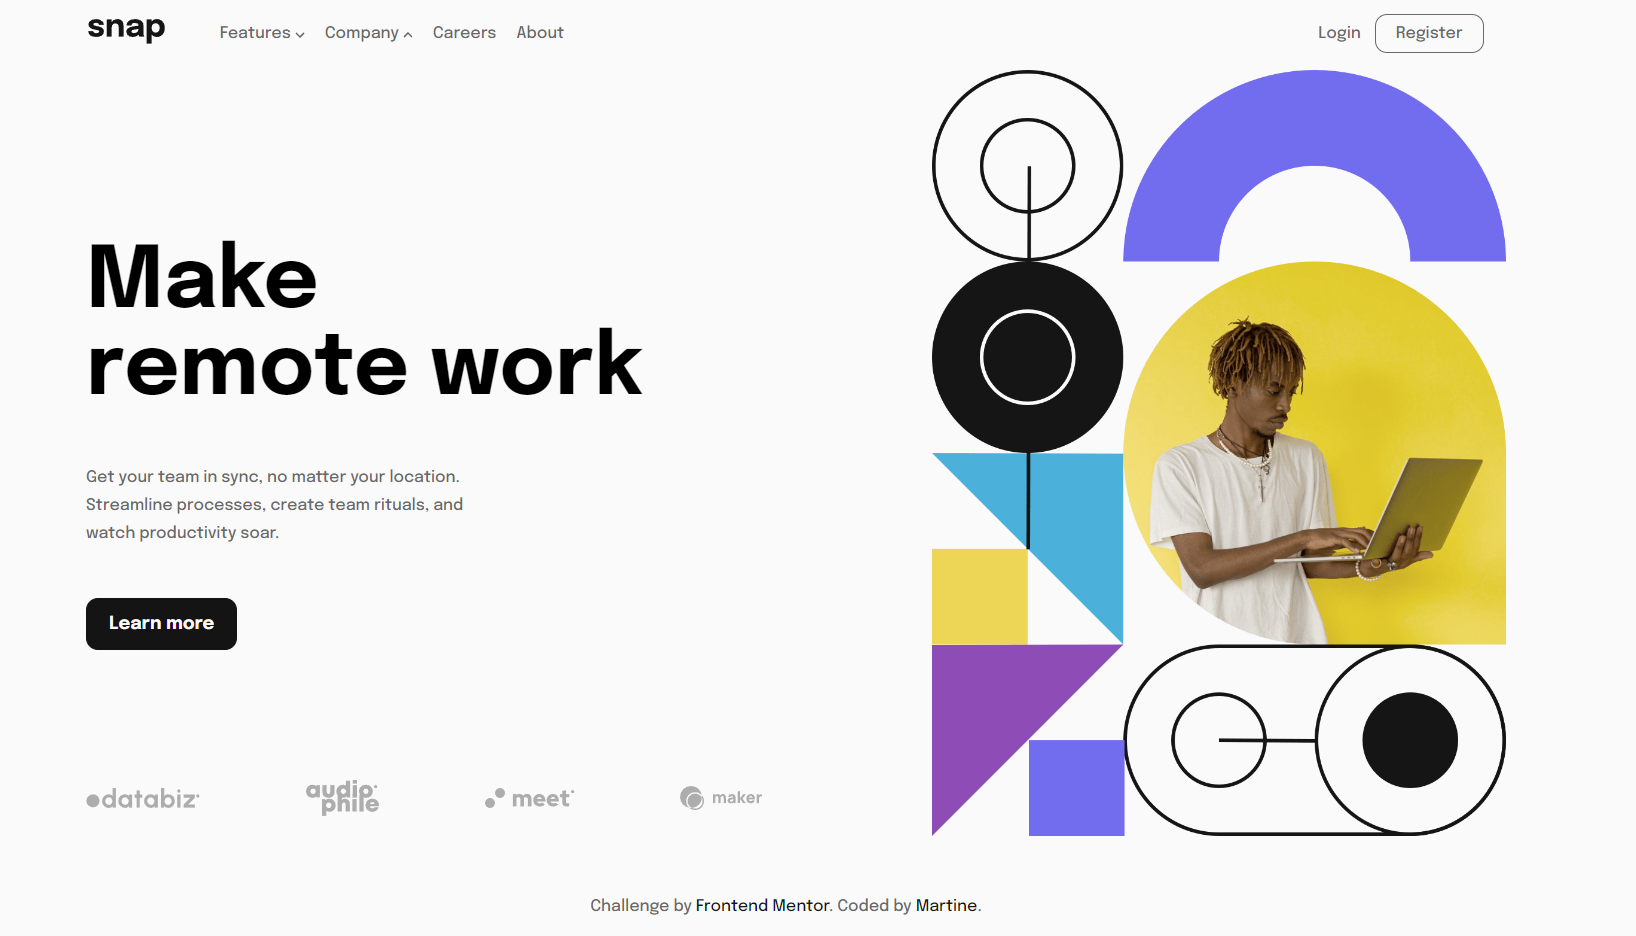 snap Features Company Careers About Login Register
Make
remote work
Get your team in sync, no matter your location.
Streamline processes, create team rituals, and
watch productivity soar.
Learn more
databiz audiophile meet maker
Challenge by Frontend Mentor. Coded by Martine.